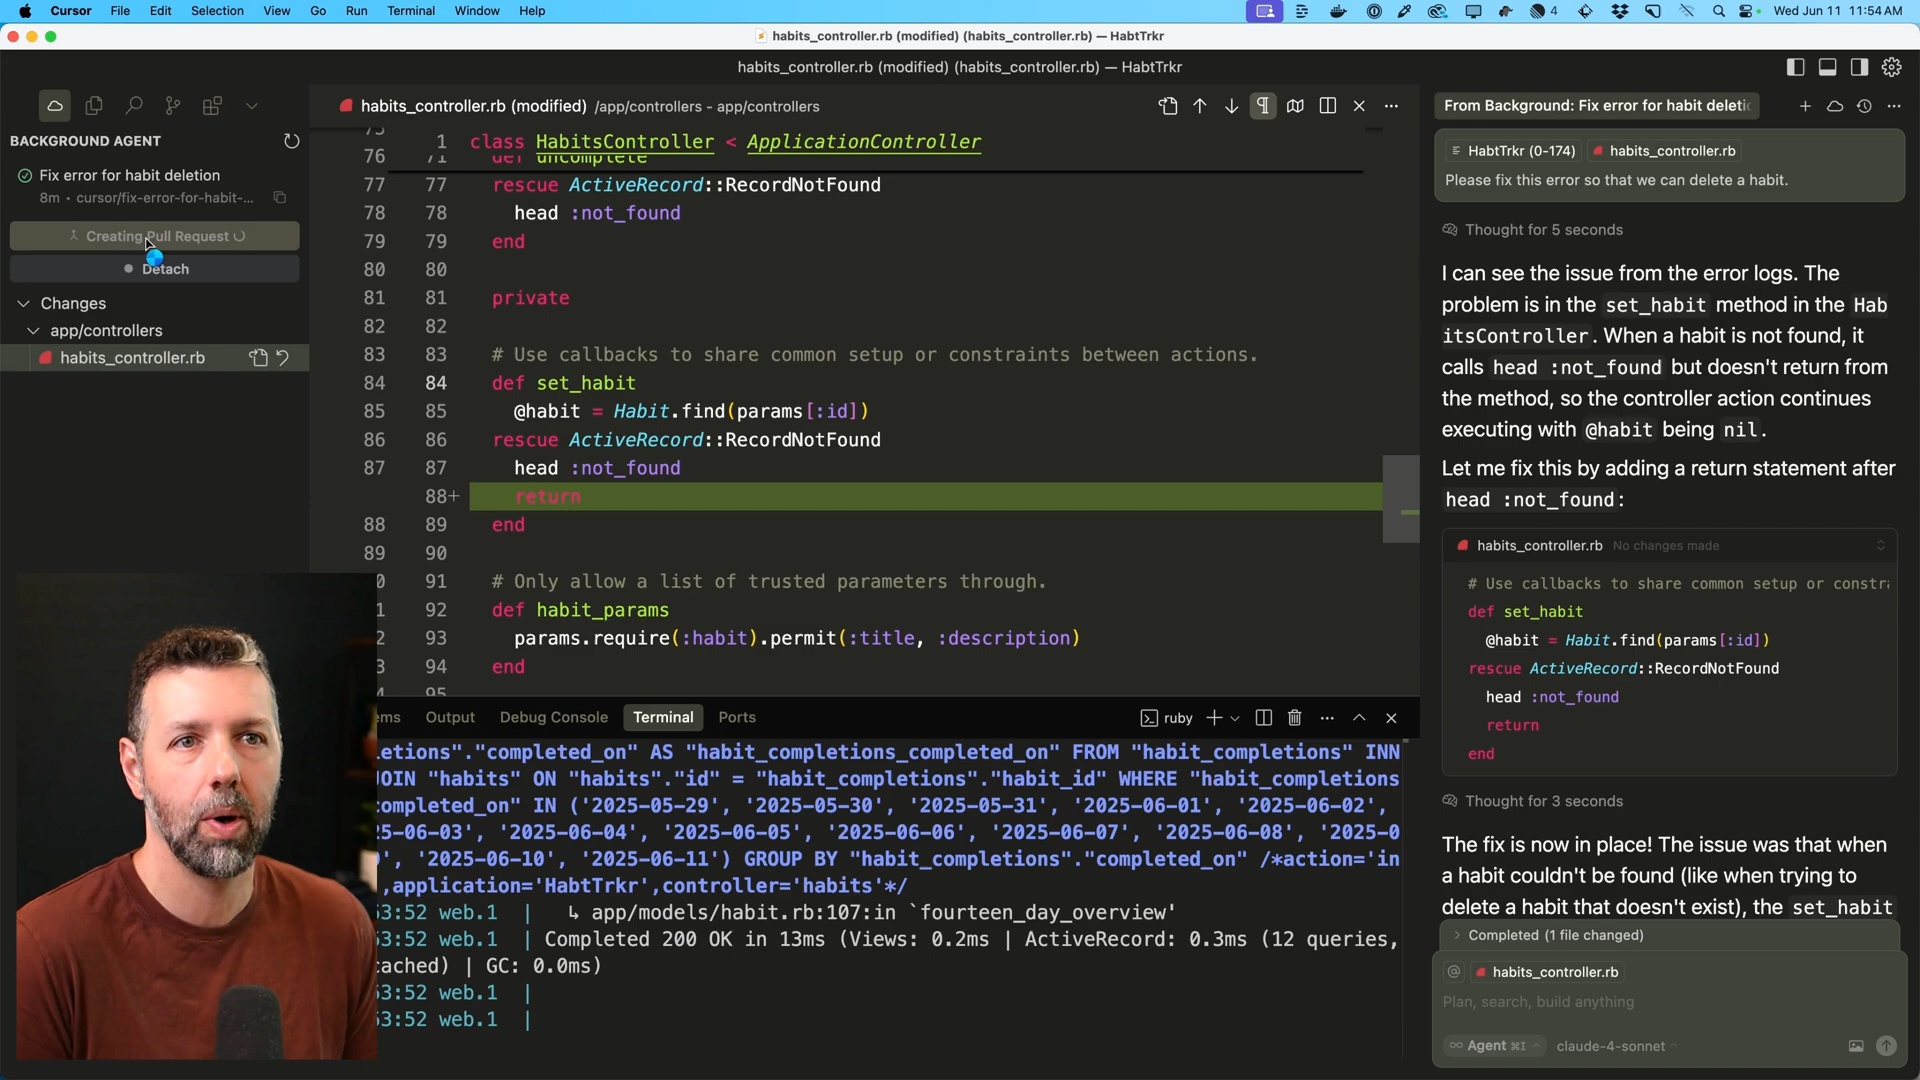 Cursor File Edit Selection View Go Run Terminal Window Help 4 Wed Jun 11 11:54 AM
habits_controller.rb (modified) (habits_controller.rb) — HabtTrkr
habits_controller.rb (modified) (habits_controller.rb) — HabtTrkr
BACKGROUND AGENT
Fix error for habit deletion
8m • cursor/fix-error-for-habit-...
Creating Pull Request
Detach
Changes
app/controllers
habits_controller.rb
habits_controller.rb (modified) /app/controllers - app/controllers
1 class HabitsController < ApplicationController
76 71 def uncomplete
77 77 rescue ActiveRecord::RecordNotFound
78 78 head :not_found
79 79 end
80 80
81 81 private
82 82
83 83 # Use callbacks to share common setup or constraints between actions.
84 84 def set_habit
85 85 @habit = Habit.find(params[:id])
86 86 rescue ActiveRecord::RecordNotFound
87 87 head :not_found
88+ return
88 89 end
89 90
0 91 # Only allow a list of trusted parameters through.
1 92 def habit_params
2 93 params.require(:habit).permit(:title, :description)
3 94 end
4 95
ems Output Debug Console Terminal Ports ruby
letions"."completed_on" AS "habit_completions_completed_on" FROM "habit_completions" INN
JOIN "habits" ON "habits"."id" = "habit_completions"."habit_id" WHERE "habit_completions
completed_on" IN ('2025-05-29', '2025-05-30', '2025-05-31', '2025-06-01', '2025-06-02',
25-06-03', '2025-06-04', '2025-06-05', '2025-06-06', '2025-06-07', '2025-06-08', '2025-0
', '2025-06-10', '2025-06-11') GROUP BY "habit_completions"."completed_on" /*action='in
',application='HabtTrkr',controller='habits'*/
53:52 web.1 | ↳ app/models/habit.rb:107:in `fourteen_day_overview'
53:52 web.1 | Completed 200 OK in 13ms (Views: 0.2ms | ActiveRecord: 0.3ms (12 queries,
cached) | GC: 0.0ms)
53:52 web.1 |
53:52 web.1 |
From Background: Fix error for habit deletic
HabtTrkr (0-174) habits_controller.rb
Please fix this error so that we can delete a habit.
Thought for 5 seconds
I can see the issue from the error logs. The
problem is in the set_habit method in the Hab
itsController. When a habit is not found, it
calls head :not_found but doesn't return from
the method, so the controller action continues
executing with @habit being nil.
Let me fix this by adding a return statement after
head :not_found:
habits_controller.rb No changes made
# Use callbacks to share common setup or constra
def set_habit
@habit = Habit.find(params[:id])
rescue ActiveRecord::RecordNotFound
head :not_found
return
end
Thought for 3 seconds
The fix is now in place! The issue was that when
a habit couldn't be found (like when trying to
delete a habit that doesn't exist), the set_habit
Completed (1 file changed)
@ habits_controller.rb
Plan, search, build anything
Agent ⌘I claude-4-sonnet